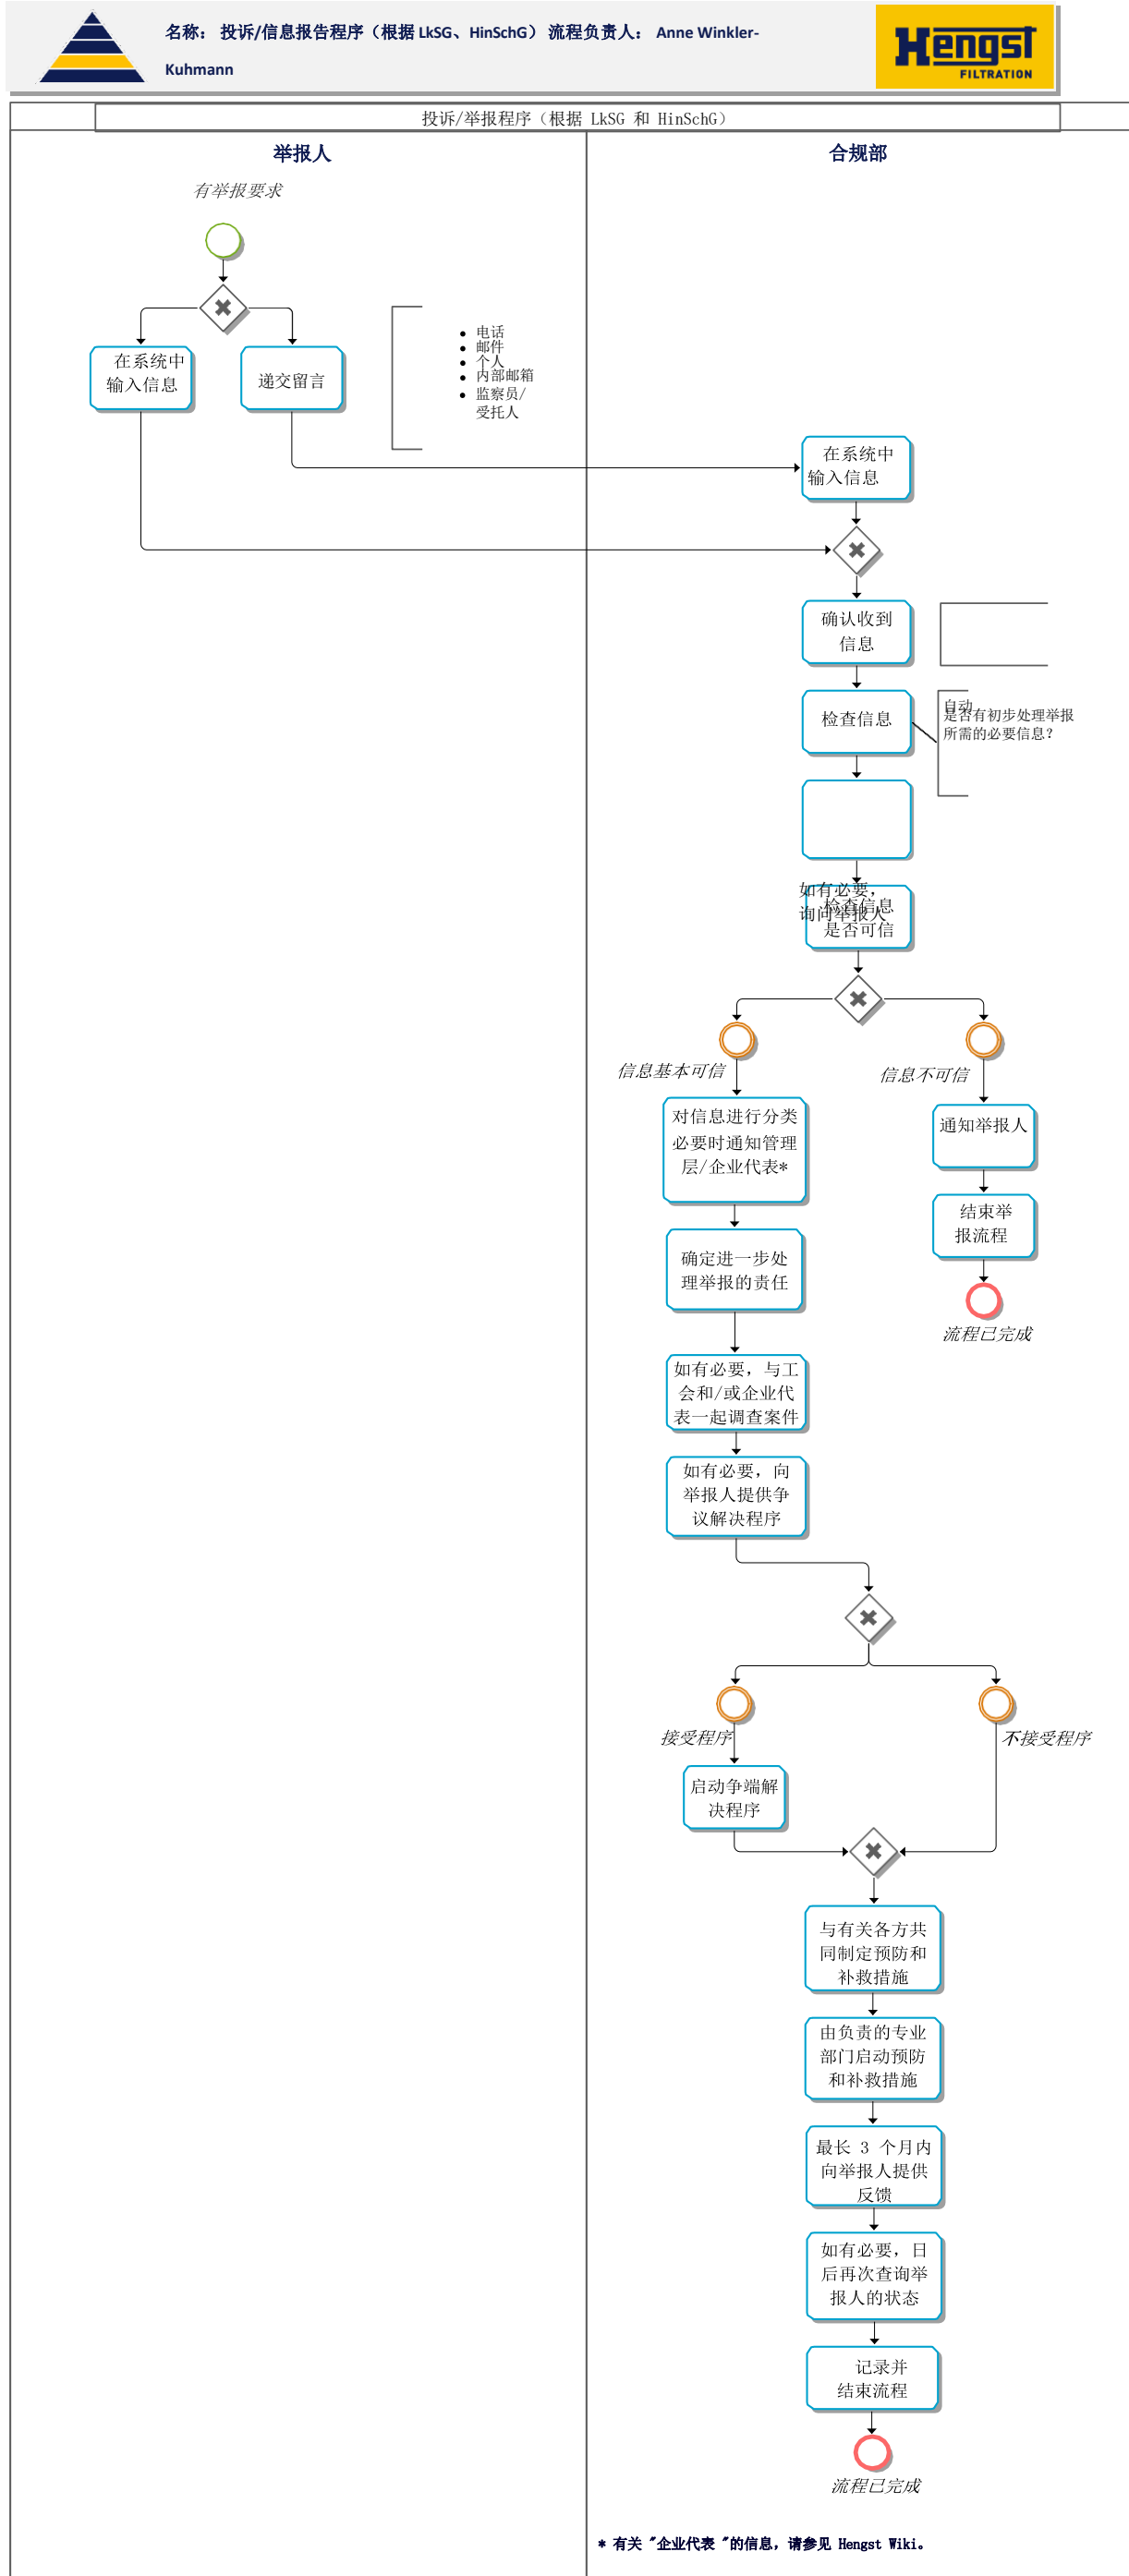 名称： 投诉/信息报告程序（根据 LkSG、HinSchG） 流程负责人： Anne Winkler-
Kuhmann
Hengst
FILTRATION
投诉/举报程序（根据 LkSG 和 HinSchG）
举报人
合规部
有举报要求
在系统中
输入信息
递交留言
• 电话
• 邮件
• 个人
• 内部邮箱
• 监察员/
受托人
在系统中
输入信息
确认收到
信息
检查信息
自动
是否有初步处理举报
所需的必要信息？
如有必要，
询问举报人
检查信息
是否可信
信息基本可信
信息不可信
对信息进行分类
必要时通知管理
层/企业代表*
通知举报人
结束举
报流程
流程已完成
确定进一步处
理举报的责任
如有必要，与工
会和/或企业代
表一起调查案件
如有必要，向
举报人提供争
议解决程序
接受程序
不接受程序
启动争端解
决程序
与有关各方共
同制定预防和
补救措施
由负责的专业
部门启动预防
和补救措施
最长 3 个月内
向举报人提供
反馈
如有必要，日
后再次查询举
报人的状态
记录并
结束流程
流程已完成
* 有关 "企业代表 "的信息，请参见 Hengst Wiki。